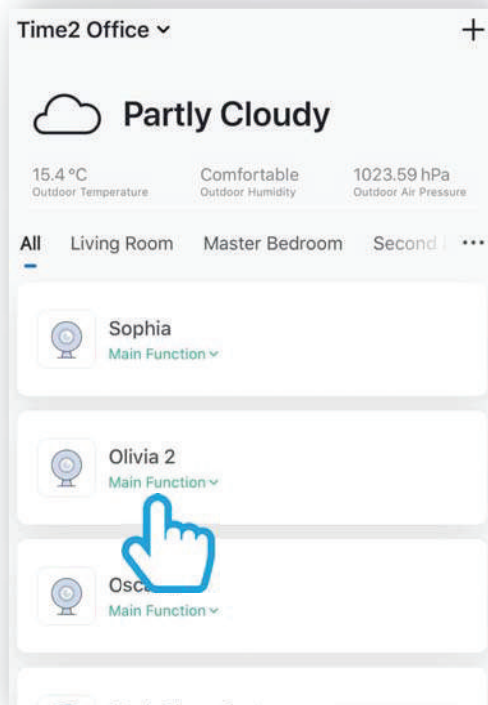 Time2 Office
Partly Cloudy
15.4 °C Comfortable 1023.59 hPa
Outdoor Temperature Outdoor Humidity Outdoor Air Pressure
All Living Room Master Bedroom Second
Sophia
Main Function
Olivia 2
Main Function
Main Function